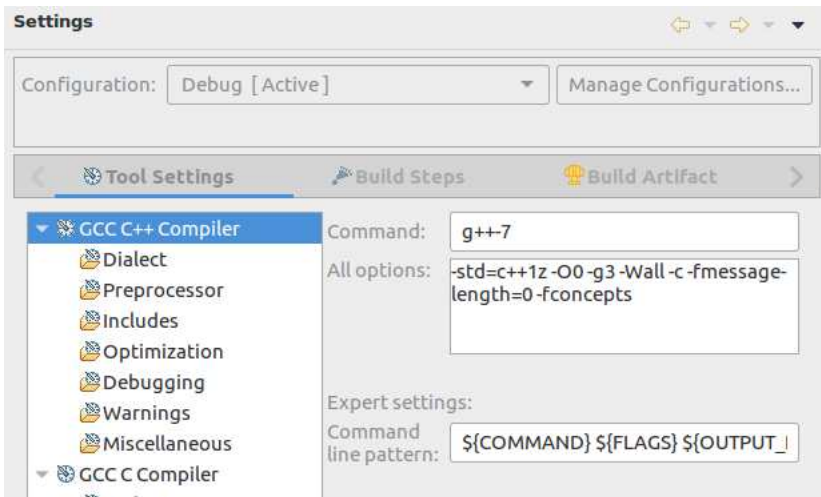 Settings
Configuration: Debug [Active] Manage Configurations...
Tool Settings Build Steps Build Artifact
GCC C++ Compiler
Dialect
Preprocessor
Includes
Optimization
Debugging
Warnings
Miscellaneous
GCC C Compiler
Command: g++-7
All options: -std=c++1z -O0 -g3 -Wall -c -fmessage-
length=0 -fconcepts
Expert settings:
Command
line pattern: ${COMMAND} ${FLAGS} ${OUTPUT_